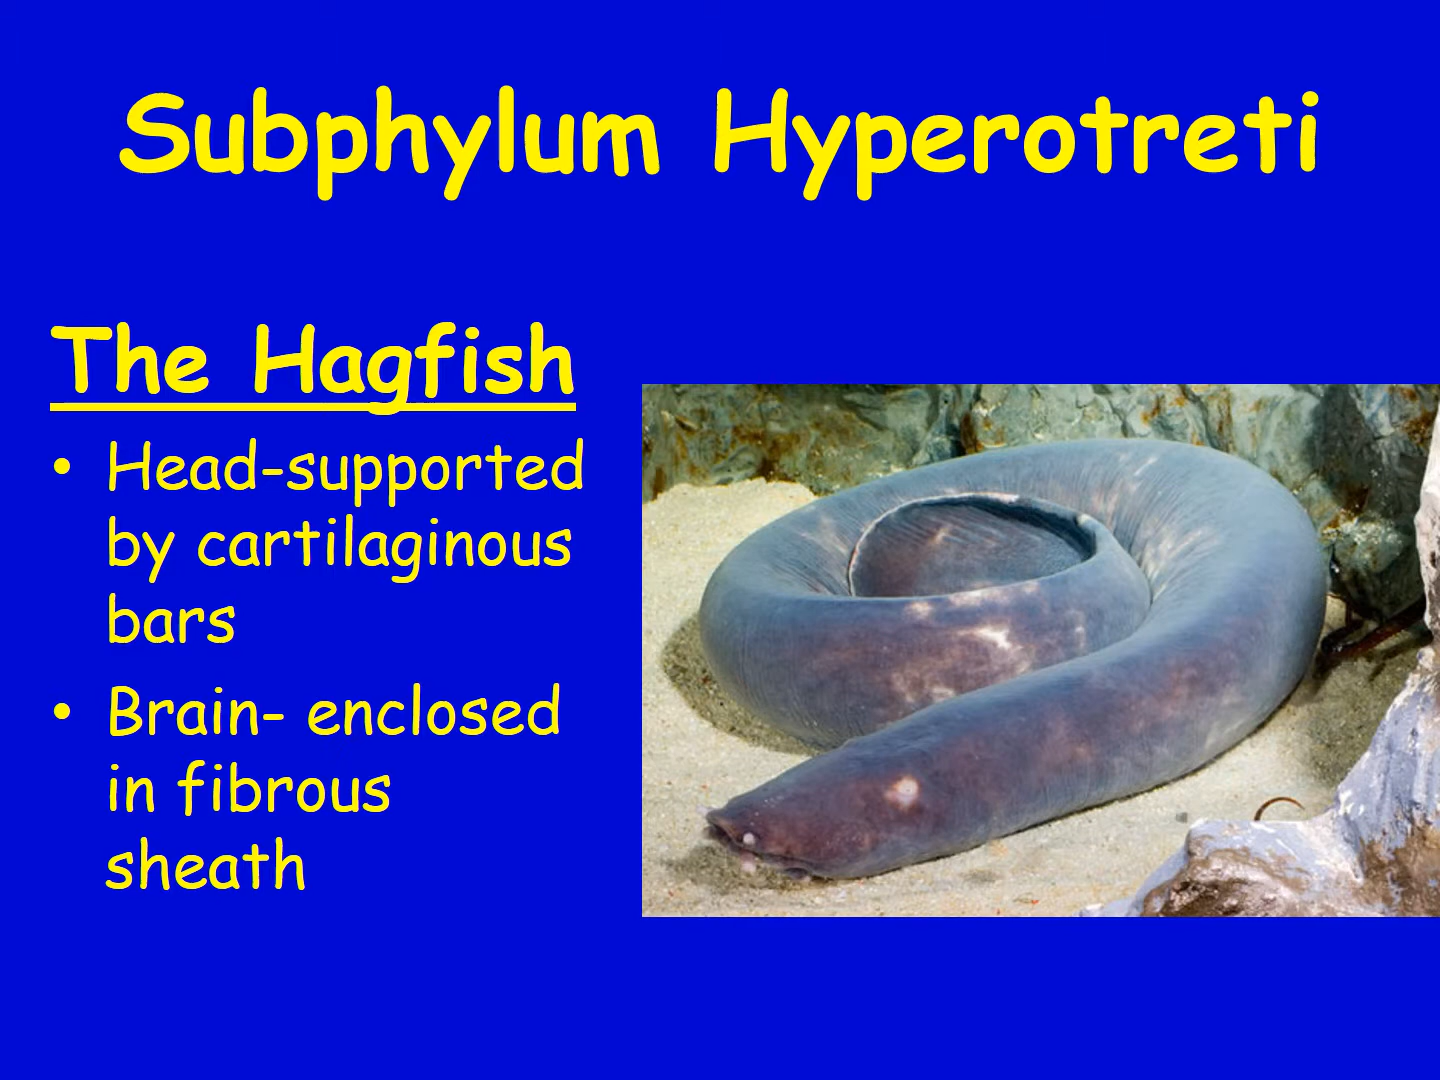 Subphylum Hyperotreti
The Hagfish
• Head-supported
by cartilaginous
bars
• Brain- enclosed
in fibrous
sheath